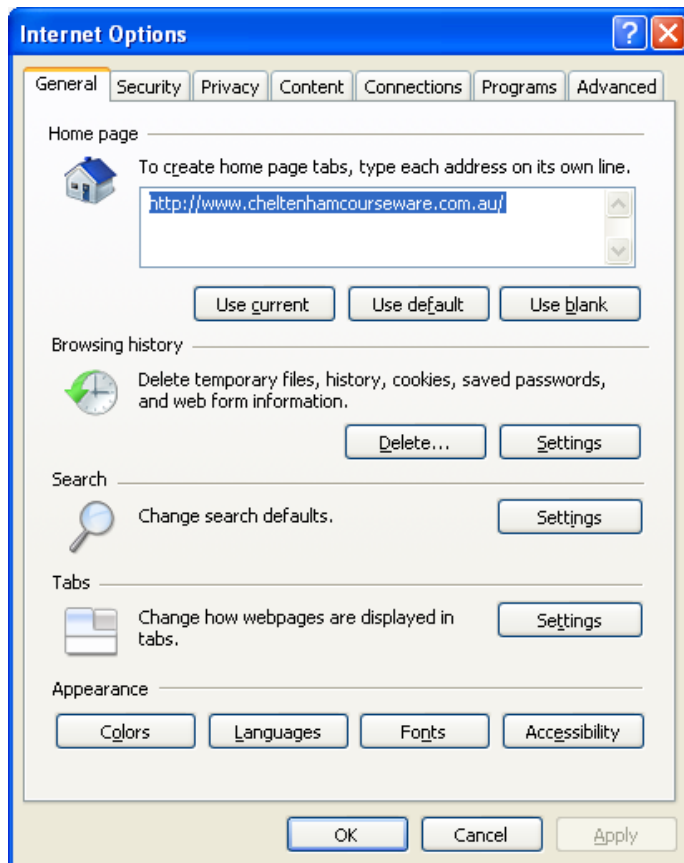 Internet Options
General Security Privacy Content Connections Programs Advanced
Home page
To create home page tabs, type each address on its own line.
http://www.cheltenhamcourseware.com.au/
Use current Use default Use blank
Browsing history
Delete temporary files, history, cookies, saved passwords,
and web form information.
Delete... Settings
Search
Change search defaults. Settings
Tabs
Change how webpages are displayed in
tabs.
Settings
Appearance
Colors Languages Fonts Accessibility
OK Cancel Apply